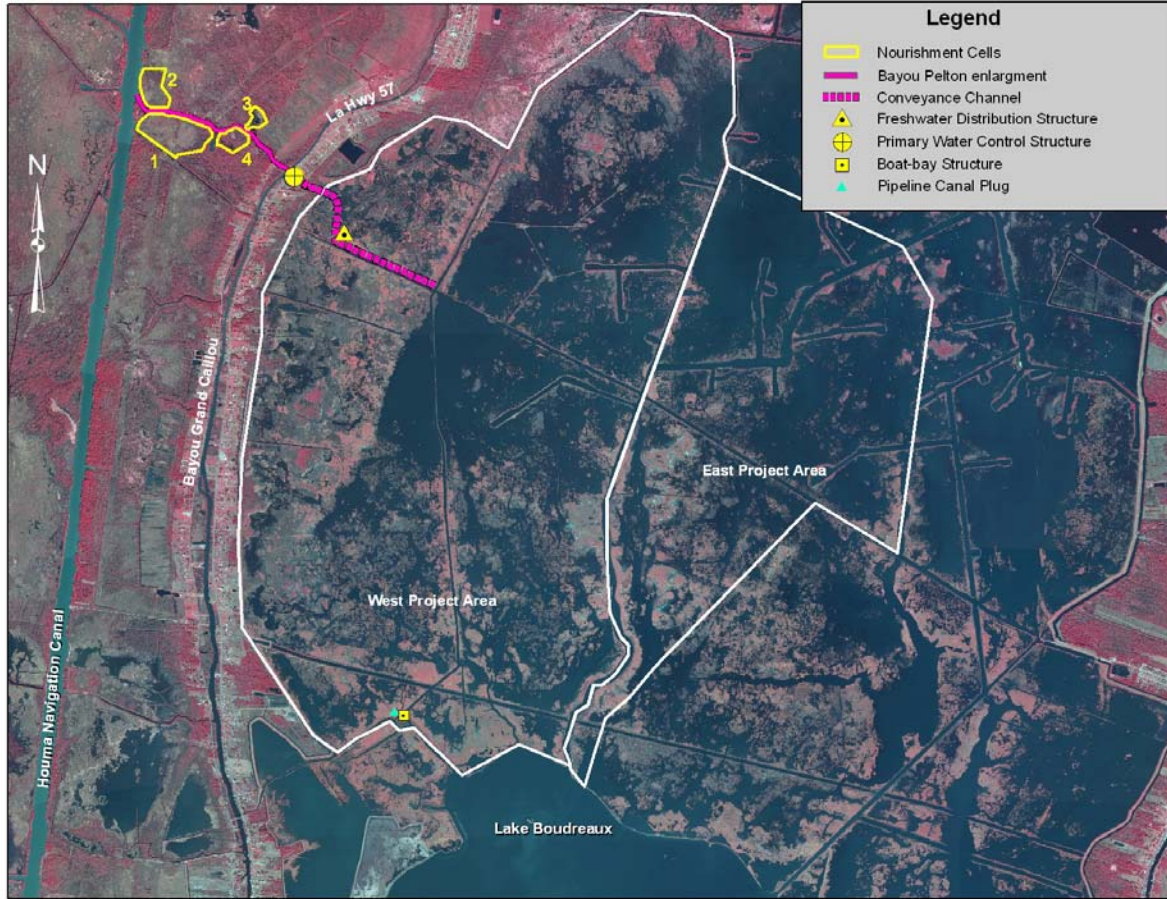 Legend
Nourishment Cells
Bayou Pelton enlargment
Conveyance Channel
Freshwater Distribution Structure
Primary Water Control Structure
Boat-bay Structure
Pipeline Canal Plug
2
3
1
4
La Hwy 57
N
Bayou Grand Caillou
East Project Area
West Project Area
Houma Navigation Canal
Lake Boudreaux